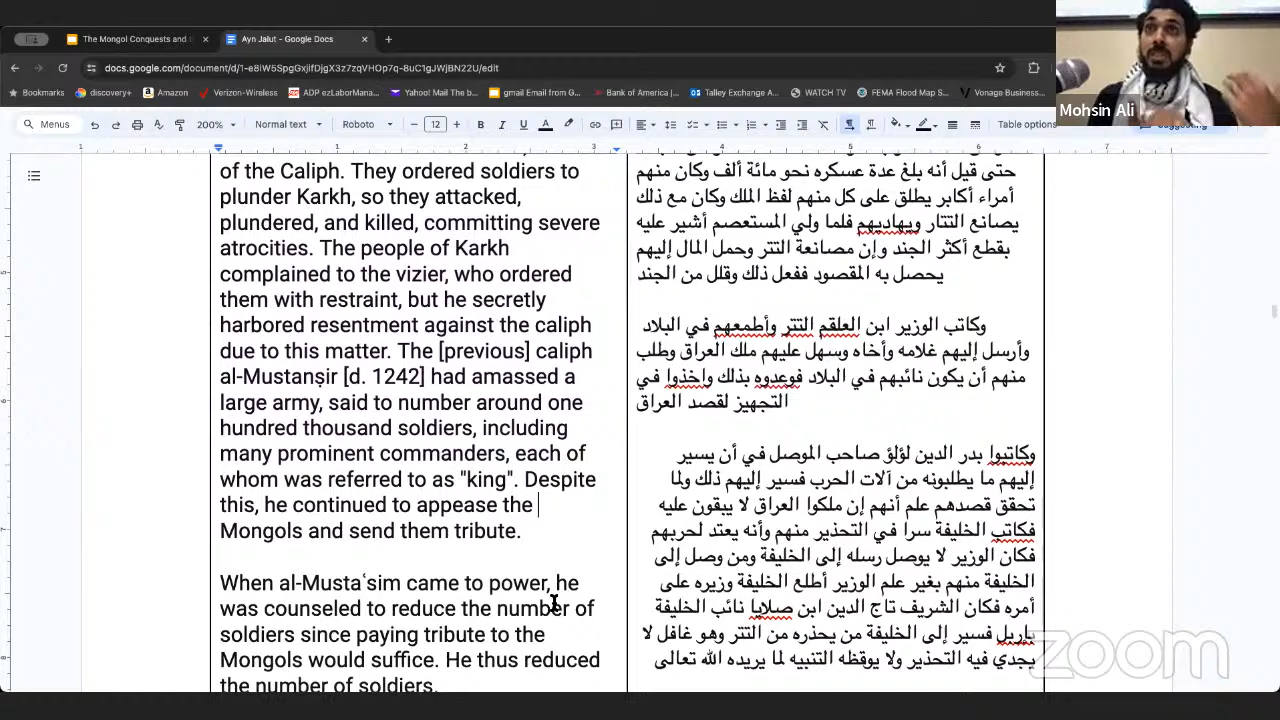 The Mongol Conquests and
Ayn Jalut - Google Docs
docs.google.com/document/d/1-e8IW5SpgGxjifDjgX3z7zqVHOp7q-8uC1gJWjBN22U/edit
Bookmarks
discovery+
Amazon
Verizon-Wireless
ADP ezLaborMana...
Yahoo! Mail The b...
gmail Email from G...
Bank of America |...
Talley Exchange A...
WATCH TV
FEMA Flood Map S...
Vonage Business...
Mohsin Ali
Menus
200%
Normal text
Roboto
12
Table options
1
1
2
3
7
of the Caliph. They ordered soldiers to
plunder Karkh, so they attacked,
plundered, and killed, committing severe
atrocities. The people of Karkh
complained to the vizier, who ordered
them with restraint, but he secretly
harbored resentment against the caliph
due to this matter. The [previous] caliph
al-Mustanṣir [d. 1242] had amassed a
large army, said to number around one
hundred thousand soldiers, including
many prominent commanders, each of
whom was referred to as "king". Despite
this, he continued to appease the
Mongols and send them tribute.
When al-Mustaʿsim came to power, he
was counseled to reduce the number of
soldiers since paying tribute to the
Mongols would suffice. He thus reduced
the number of soldiers.
حتى قيل أنه بلغ عدة عسكره نحو مائة ألف وكان منهم
أمراء أكابر يطلق على كل منهم لفظ الملك وكان مع ذلك
يصانع التتار ويهاديهم فلما ولي المستعصم أشير عليه
بقطع أكثر الجند وإن مصانعة التتر وحمل المال إليهم
يحصل به المقصود ففعل ذلك وقلل من الجند
وكاتب الوزير ابن العلقم التتر وأطمعهم في البلاد
وأرسل إليهم غلامه وأخاه وسهل عليهم ملك العراق وطلب
منهم أن يكون نائبهم في البلاد فوعدوه بذلك واخذوا في
التجهيز لقصد العراق
وكاتبوا بدر الدين لؤلؤ صاحب الموصل في أن يسير
إليهم ما يطلبونه من آلات الحرب فسير إليهم ذلك ولما
تحقق قصدهم علم أنهم إن ملكوا العراق لا يبقون عليه
فكاتب الخليفة سرا في التحذير منهم وأنه يعتد لحربهم
فكان الوزير لا يوصل رسله إلى الخليفة ومن وصل إلى
الخليفة منهم بغير علم الوزير أطلع الخليفة وزيره على
أمره فكان الشريف تاج الدين ابن صلايا نائب الخليفة
بإربل فسير إلى الخليفة من يحذره من التتر وهو غافل لا
يجدي فيه التحذير ولا يوقظه التنبيه لما يريده الله تعالى
zoom